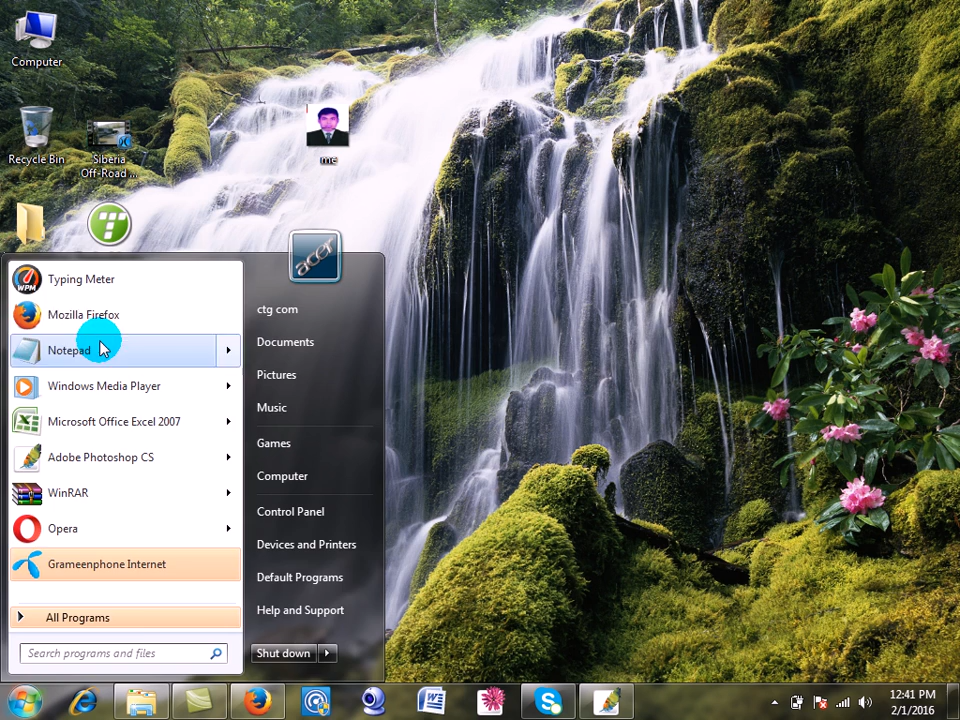 Computer
Recycle Bin
Siberia
Off-Road ...
me
acer
WPM
Typing Meter
Mozilla Firefox
Notepad
Windows Media Player
Microsoft Office Excel 2007
Adobe Photoshop CS
WinRAR
Opera
Grameenphone Internet
All Programs
Search programs and files
ctg com
Documents
Pictures
Music
Games
Computer
Control Panel
Devices and Printers
Default Programs
Help and Support
Shut down
12:41 PM
2/1/2016